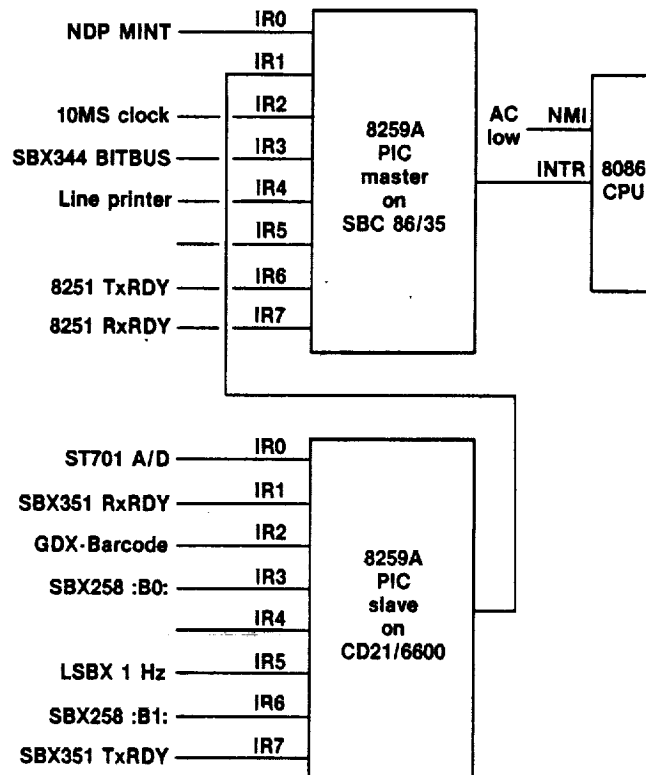 NDP MINT IR0
IR1
10MS clock IR2
SBX344 BITBUS IR3
Line printer IR4
IR5
8251 TxRDY IR6
8251 RxRDY IR7
8259A
PIC
master
on
SBC 86/35
AC
low
NMI
INTR
8086
CPU
ST701 A/D IR0
SBX351 RxRDY IR1
GDX-Barcode IR2
SBX258 :B0: IR3
IR4
LSBX 1 Hz IR5
SBX258 :B1: IR6
SBX351 TxRDY IR7
8259A
PIC
slave
on
CD21/6600